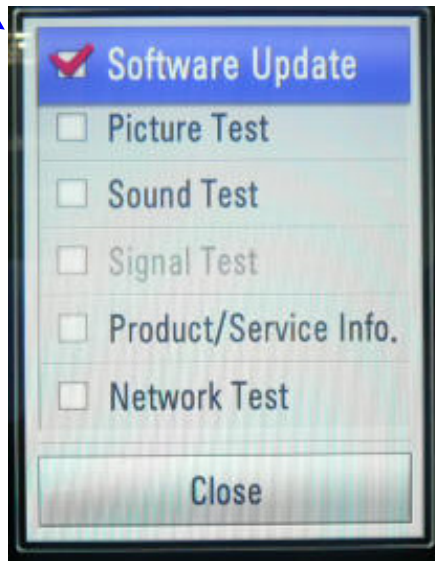 Software Update
Picture Test
Sound Test
Signal Test
Product/Service Info.
Network Test
Close